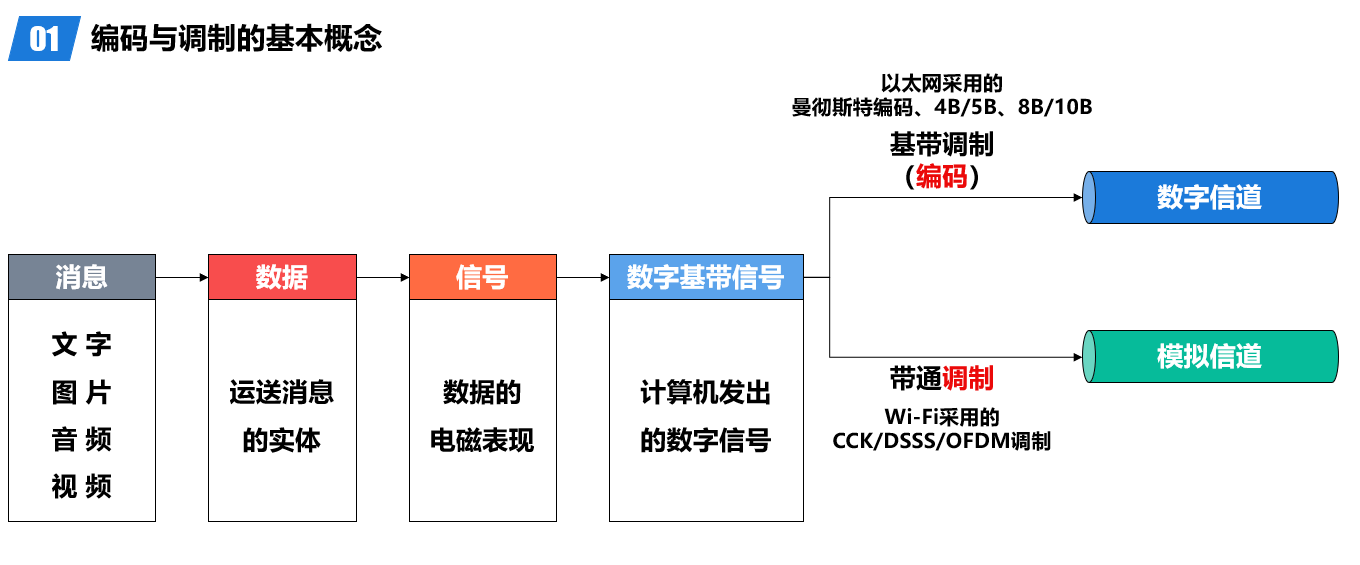 01 编码与调制的基本概念
以太网采用的
曼彻斯特编码、4B/5B、8B/10B
基带调制
（编码）
数字信道
消息
文 字
图 片
音 频
视 频
数据
运送消息
的实体
信号
数据的
电磁表现
数字基带信号
计算机发出
的数字信号
模拟信道
带通调制
Wi-Fi采用的
CCK/DSSS/OFDM调制